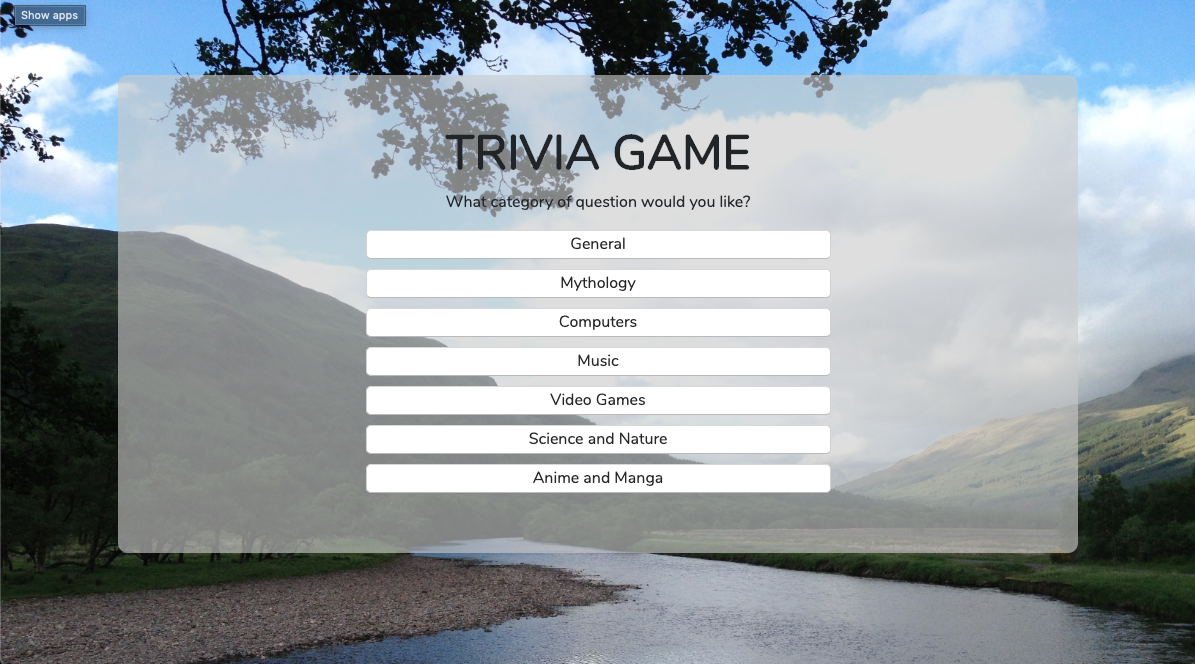 Show apps
TRIVIA GAME
What category of question would you like?
General
Mythology
Computers
Music
Video Games
Science and Nature
Anime and Manga